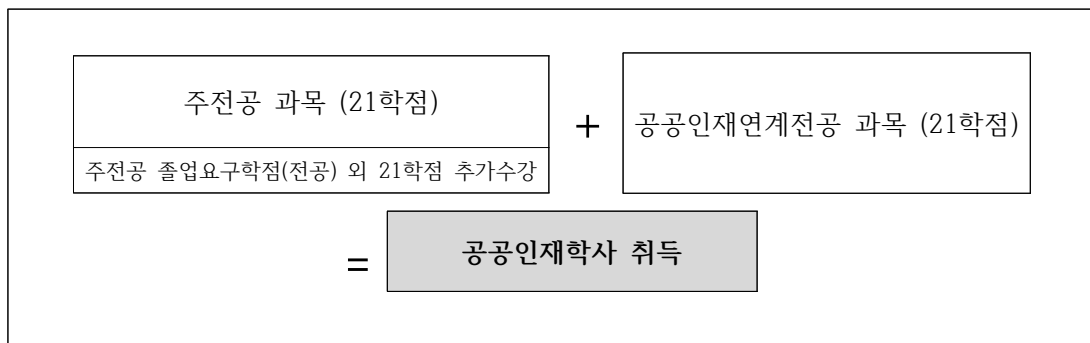 주전공 과목 (21학점)
주전공 졸업요구학점(전공) 외 21학점 추가수강
+
공공인재연계전공 과목 (21학점)
=
공공인재학사 취득